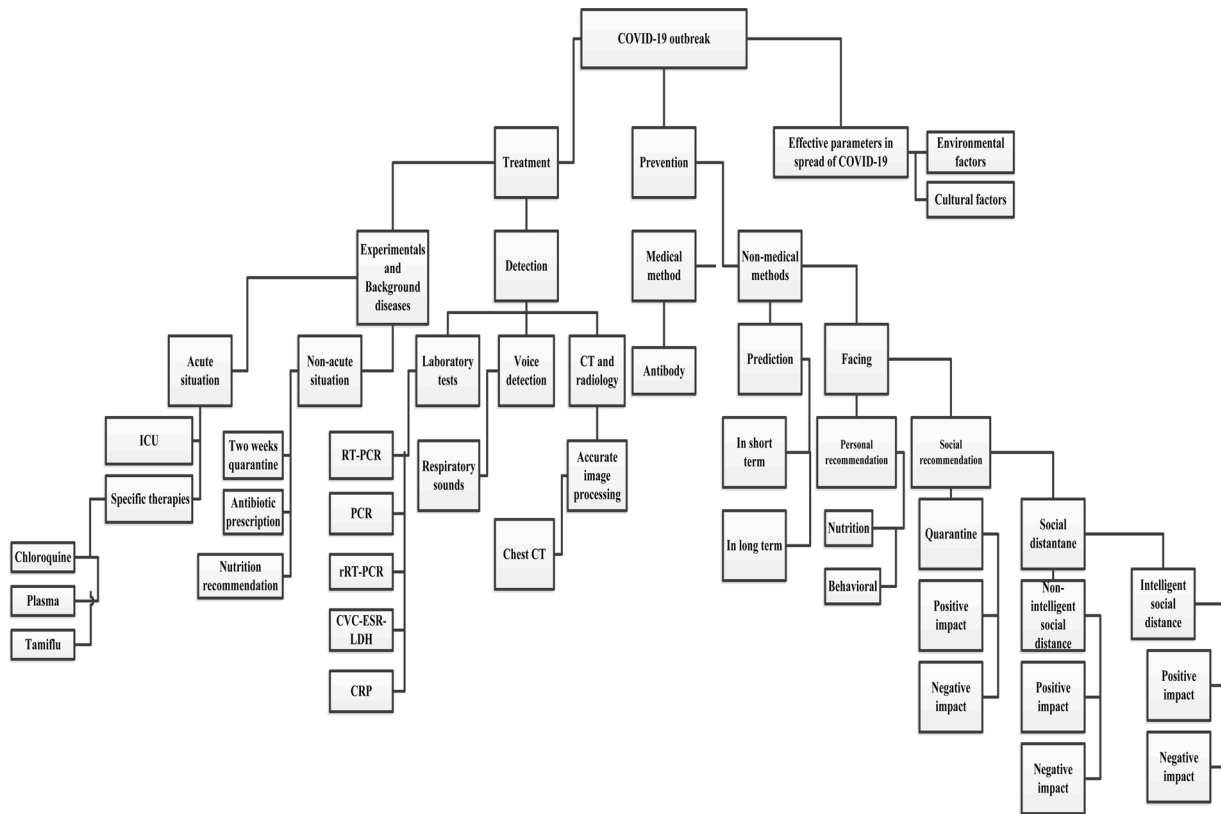 COVID-19 outbreak
Treatment
Prevention
Effective parameters in
spread of COVID-19
Environmental
factors
Cultural factors
Experimentals
and
Background
diseases
Detection
Medical
method
Non-medical
methods
Acute
situation
Non-acute
situation
Laboratory
tests
Voice
detection
CT and
radiology
Antibody
Prediction
Facing
ICU
Specific therapies
Chloroquine
Plasma
Tamiflu
Two weeks
quarantine
Antibiotic
prescription
Nutrition
recommendation
RT-PCR
PCR
rRT-PCR
CVC-ESR-
LDH
CRP
Respiratory
sounds
Accurate
image
processing
Chest CT
In short
term
In long term
Personal
recommendation
Nutrition
Behavioral
Social
recommendation
Quarantine
Positive
impact
Negative
impact
Social
distantane
Non-
intelligent
social
distance
Positive
impact
Negative
impact
Intelligent
social
distance
Positive
impact
Negative
impact